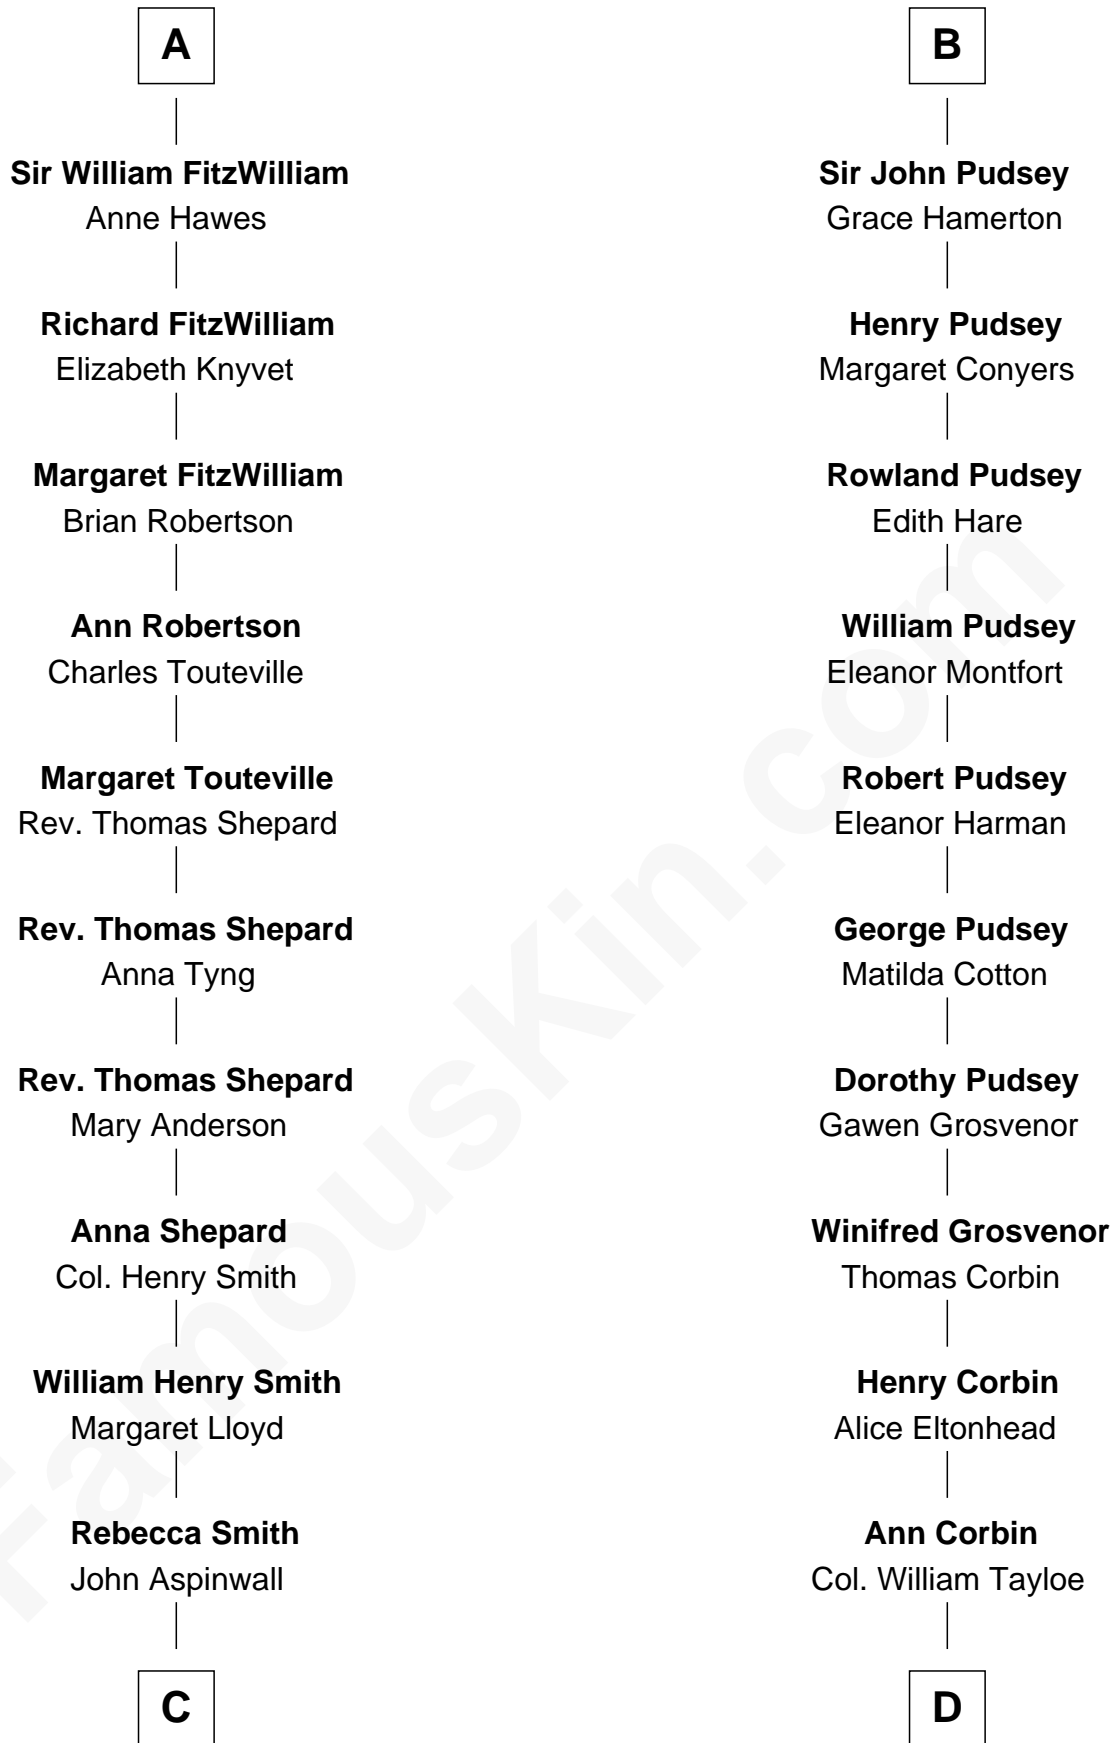 A
Sir William FitzWilliam
Anne Hawes
Richard FitzWilliam
Elizabeth Knyvet
Margaret FitzWilliam
Brian Robertson
Ann Robertson
Charles Touteville
Margaret Touteville
Rev. Thomas Shepard
Rev. Thomas Shepard
Anna Tyng
Rev. Thomas Shepard
Mary Anderson
Anna Shepard
Col. Henry Smith
William Henry Smith
Margaret Lloyd
Rebecca Smith
John Aspinwall
C
B
Sir John Pudsey
Grace Hamerton
Henry Pudsey
Margaret Conyers
Rowland Pudsey
Edith Hare
William Pudsey
Eleanor Montfort
Robert Pudsey
Eleanor Harman
George Pudsey
Matilda Cotton
Dorothy Pudsey
Gawen Grosvenor
Winifred Grosvenor
Thomas Corbin
Henry Corbin
Alice Eltonhead
Ann Corbin
Col. William Tayloe
D
FamousKin.com